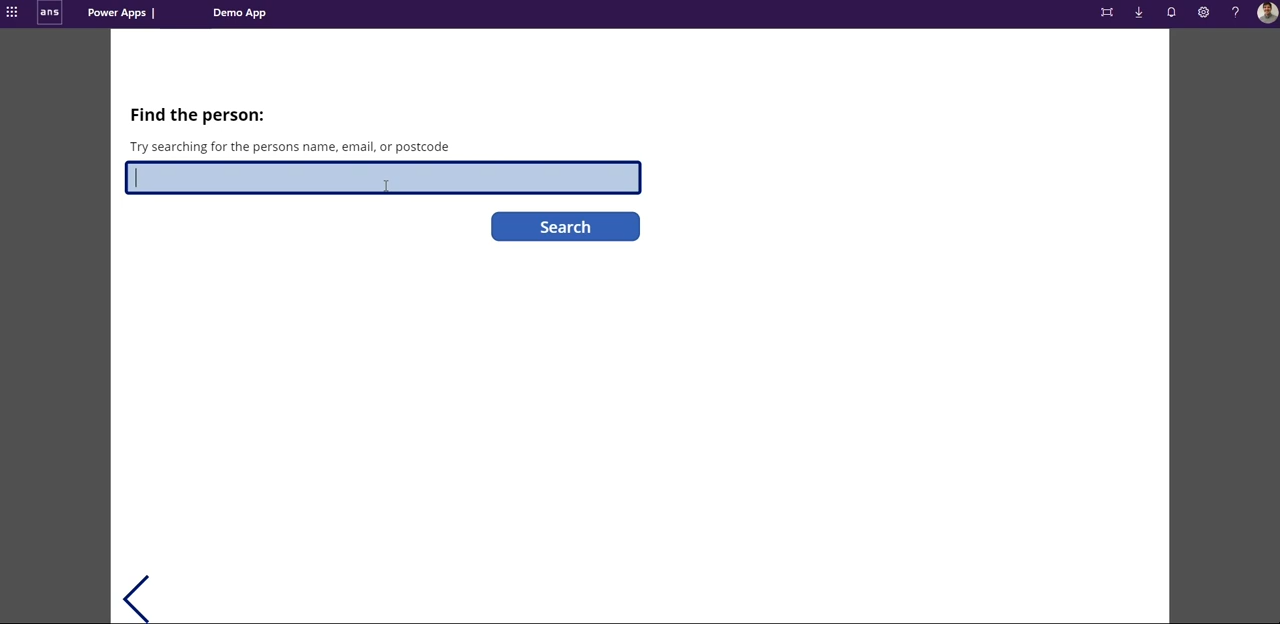 ans Power Apps | Demo App ?
Find the person:
Try searching for the persons name, email, or postcode
Search